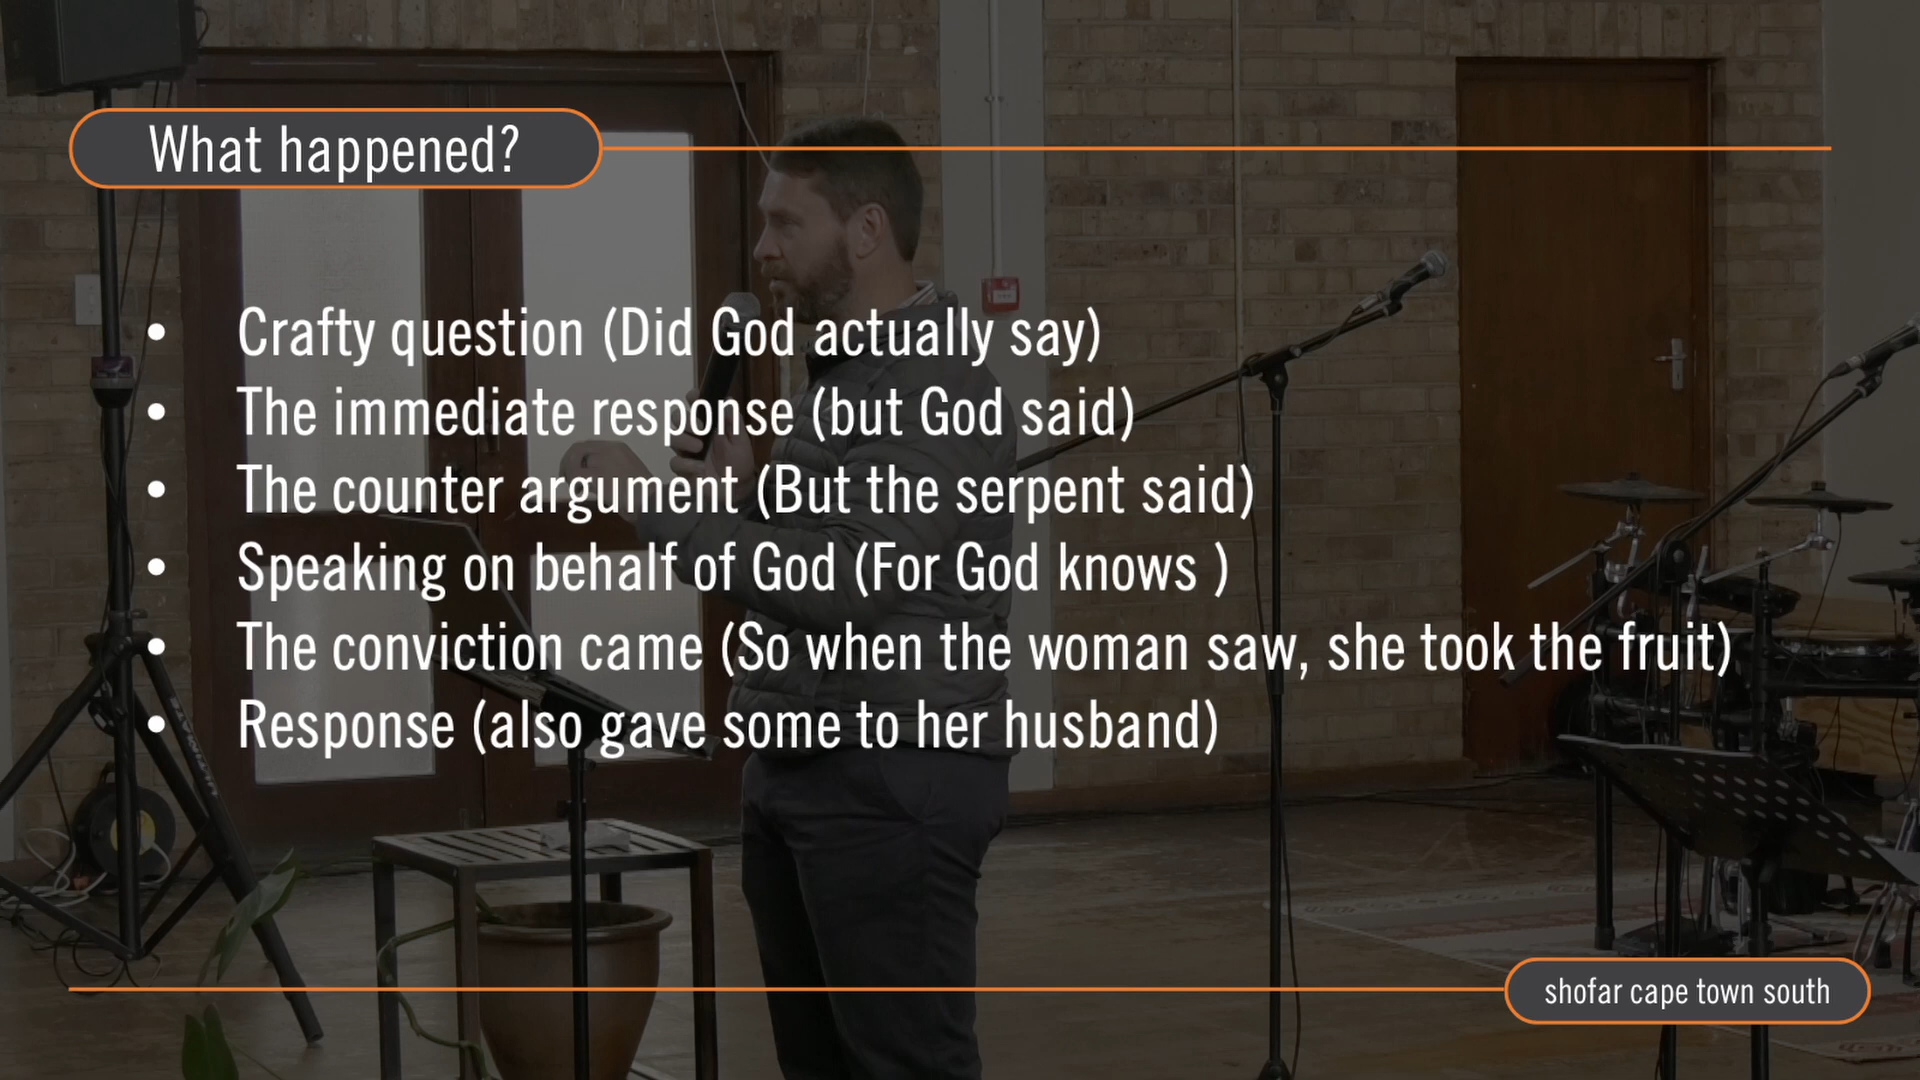 What happened?
• Crafty question (Did God actually say)
• The immediate response (but God said)
• The counter argument (But the serpent said)
• Speaking on behalf of God (For God knows )
• The conviction came (So when the woman saw, she took the fruit)
• Response (also gave some to her husband)
shofar cape town south